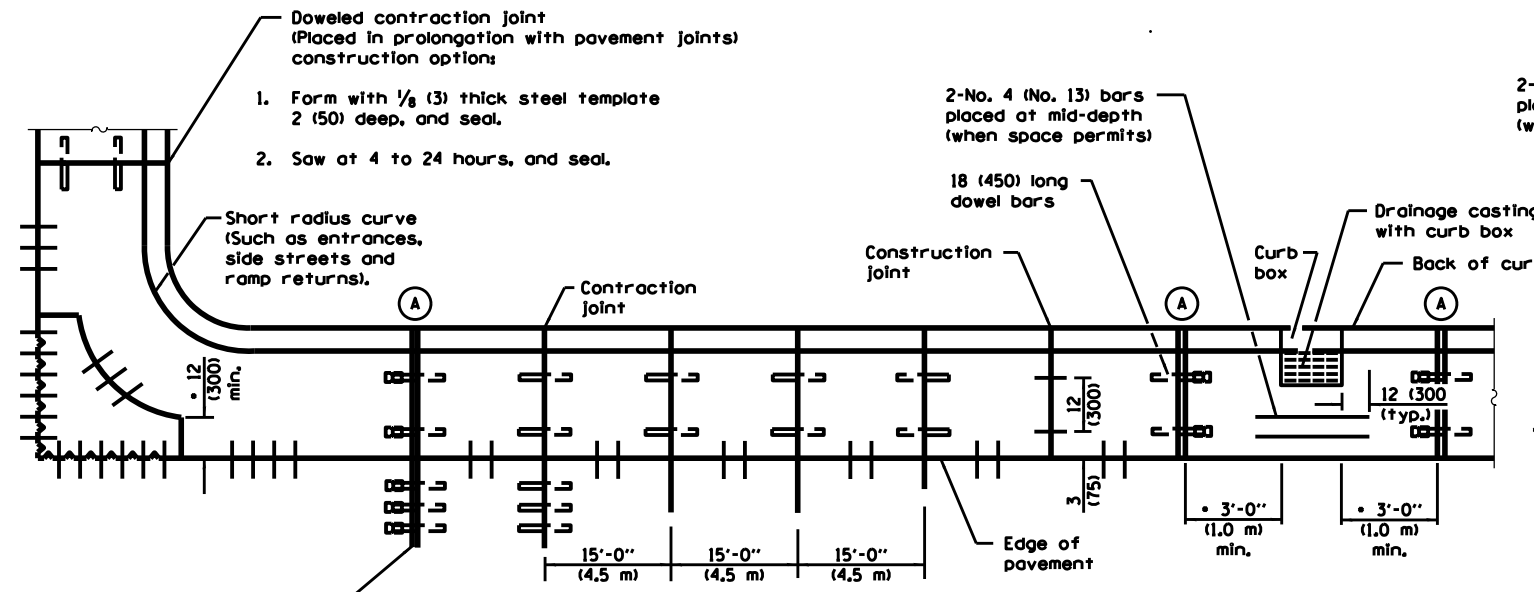 Doweled contraction joint
(Placed in prolongation with pavement joints)
construction option:
1. Form with 1/8 (3) thick steel template
2 (50) deep, and seal.
2. Saw at 4 to 24 hours, and seal.
Short radius curve
(Such as entrances,
side streets and
ramp returns).
• 12
(300)
min.
A
Contraction
joint
Construction
joint
2-No. 4 (No. 13) bars
placed at mid-depth
(when space permits)
18 (450) long
dowel bars
A
Curb
box
Drainage casting
with curb box
Back of cur
A
2-
pla
(w
12
(300)
12 (300
(typ.)
3
(75)
15'-0"
(4.5 m)
15'-0"
(4.5 m)
15'-0"
(4.5 m)
Edge of
pavement
• 3'-0"
(1.0 m)
min.
• 3'-0"
(1.0 m)
min.